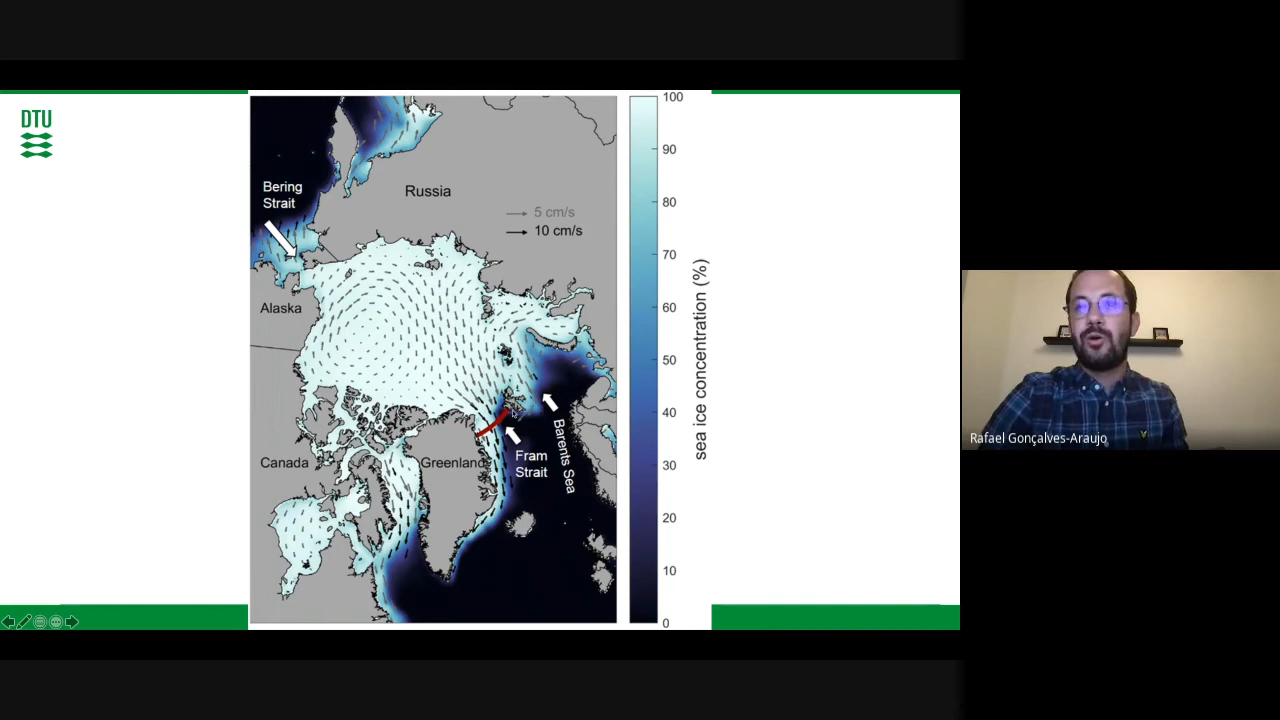 DTU
Bering
Strait
Russia
5 cm/s
10 cm/s
Alaska
Canada
Greenland
Fram
Strait
Barents Sea
100
90
80
70
60
50
40
30
20
10
0
sea ice concentration (%)
Rafael Gonçalves-Araujo